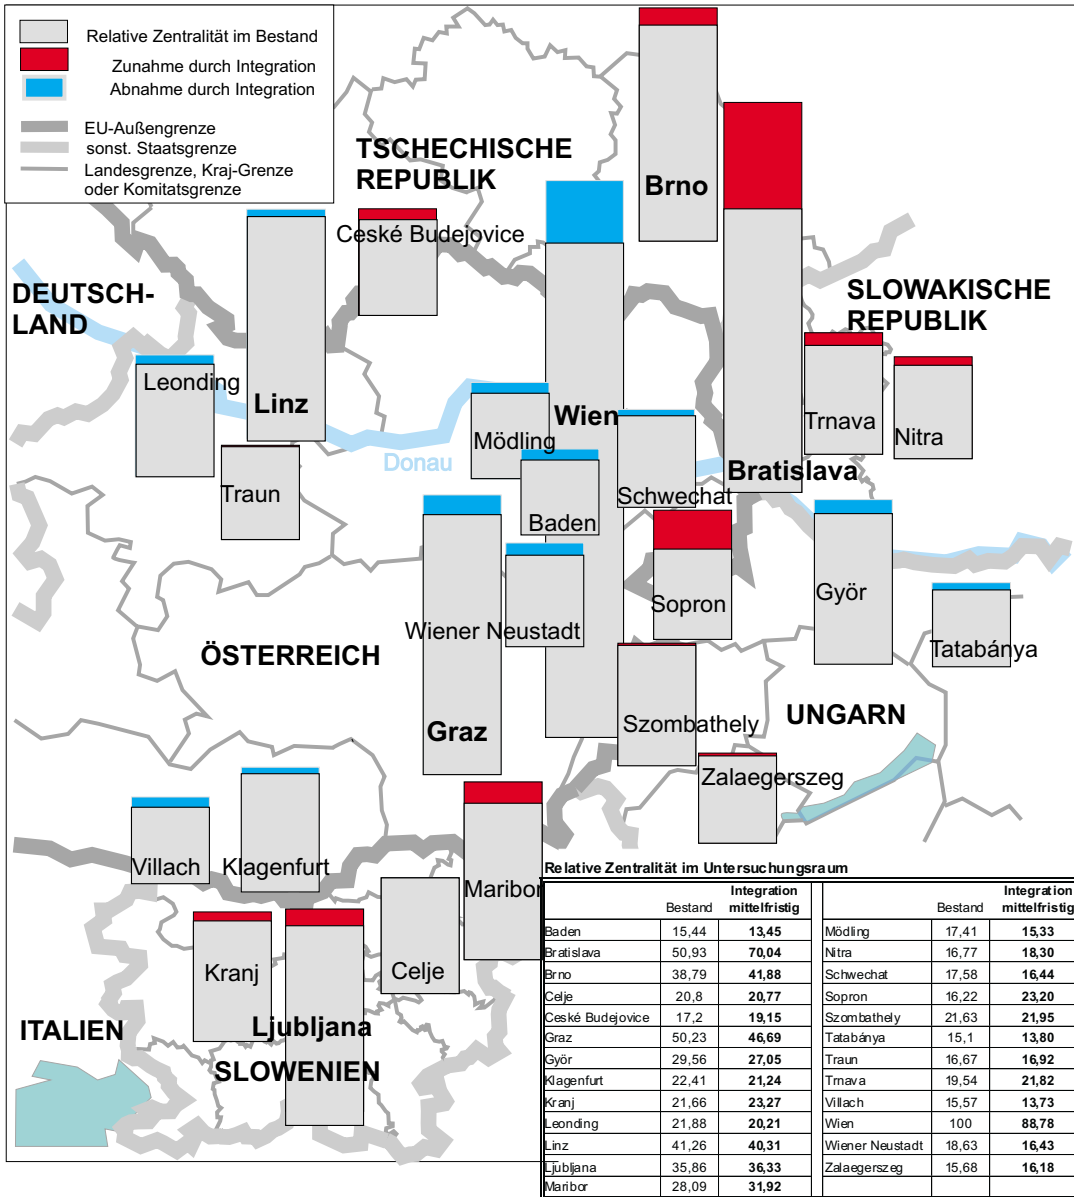 Relative Zentralität im Bestand
Zunahme durch Integration
Abnahme durch Integration
EU-Außengrenze
sonst. Staatsgrenze
Landesgrenze, Kraj-Grenze
oder Komitatsgrenze
TSCHECHISCHE
REPUBLIK
Brno
Ceské Budejovice
DEUTSCH-
LAND
SLOWAKISCHE
REPUBLIK
Leonding
Linz
Wien
Trnava
Nitra
Mödling
Donau
Bratislava
Traun
Schwechat
Baden
Györ
Sopron
Wiener Neustadt
Tatabánya
ÖSTERREICH
Graz
Szombathely
UNGARN
Zalaegerszeg
Villach
Klagenfurt
Maribor
Kranj
Celje
ITALIEN
Ljubljana
SLOWENIEN
Relative Zentralität im Untersuchungsraum
Bestand Integration mittelfristig Bestand Integration mittelfristig
Baden 15,44 13,45 Mödling 17,41 15,33
Bratislava 50,93 70,04 Nitra 16,77 18,30
Brno 38,79 41,88 Schwechat 17,58 16,44
Celje 20,8 20,77 Sopron 16,22 23,20
Ceské Budejovice 17,2 19,15 Szombathely 21,63 21,95
Graz 50,23 46,69 Tatabánya 15,1 13,80
Györ 29,56 27,05 Traun 16,67 16,92
Klagenfurt 22,41 21,24 Trnava 19,54 21,82
Kranj 21,66 23,27 Villach 15,57 13,73
Leonding 21,88 20,21 Wien 100 88,78
Linz 41,26 40,31 Wiener Neustadt 18,63 16,43
Ljubljana 35,86 36,33 Zalaegerszeg 15,68 16,18
Maribor 28,09 31,92